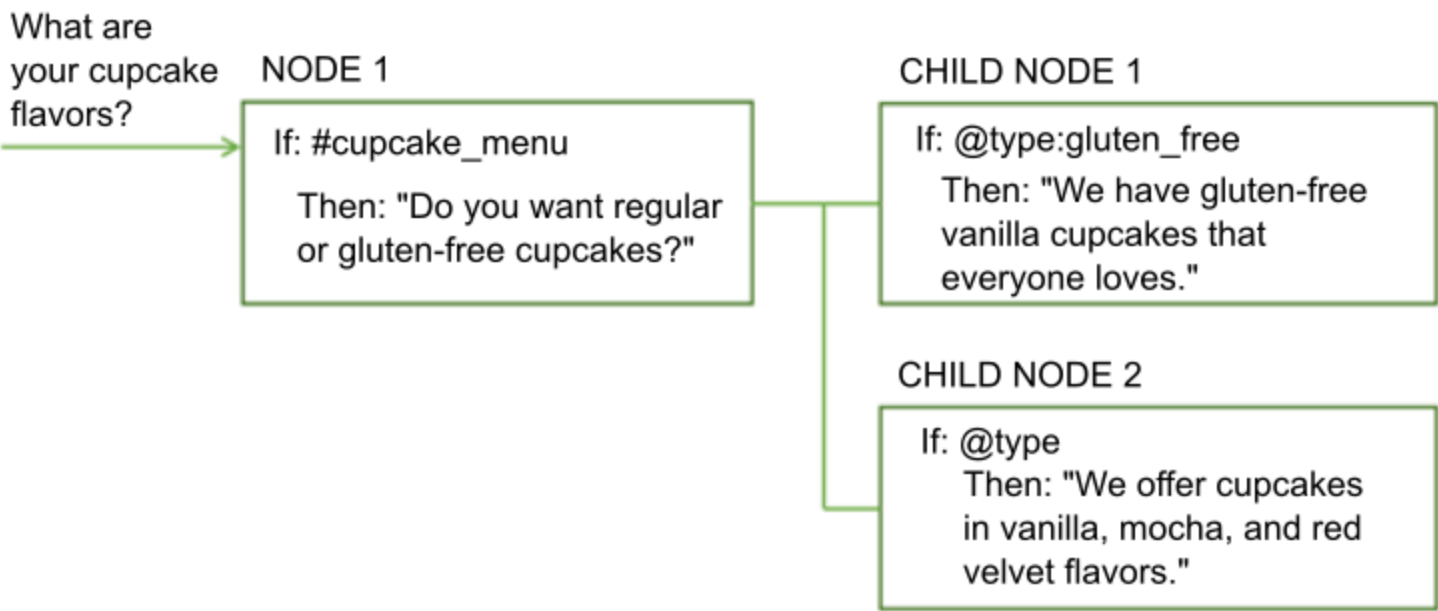 What are
your cupcake
flavors?
NODE 1
If: #cupcake_menu
Then: "Do you want regular
or gluten-free cupcakes?"
CHILD NODE 1
If: @type:gluten_free
Then: "We have gluten-free
vanilla cupcakes that
everyone loves."
CHILD NODE 2
If: @type
Then: "We offer cupcakes
in vanilla, mocha, and red
velvet flavors."